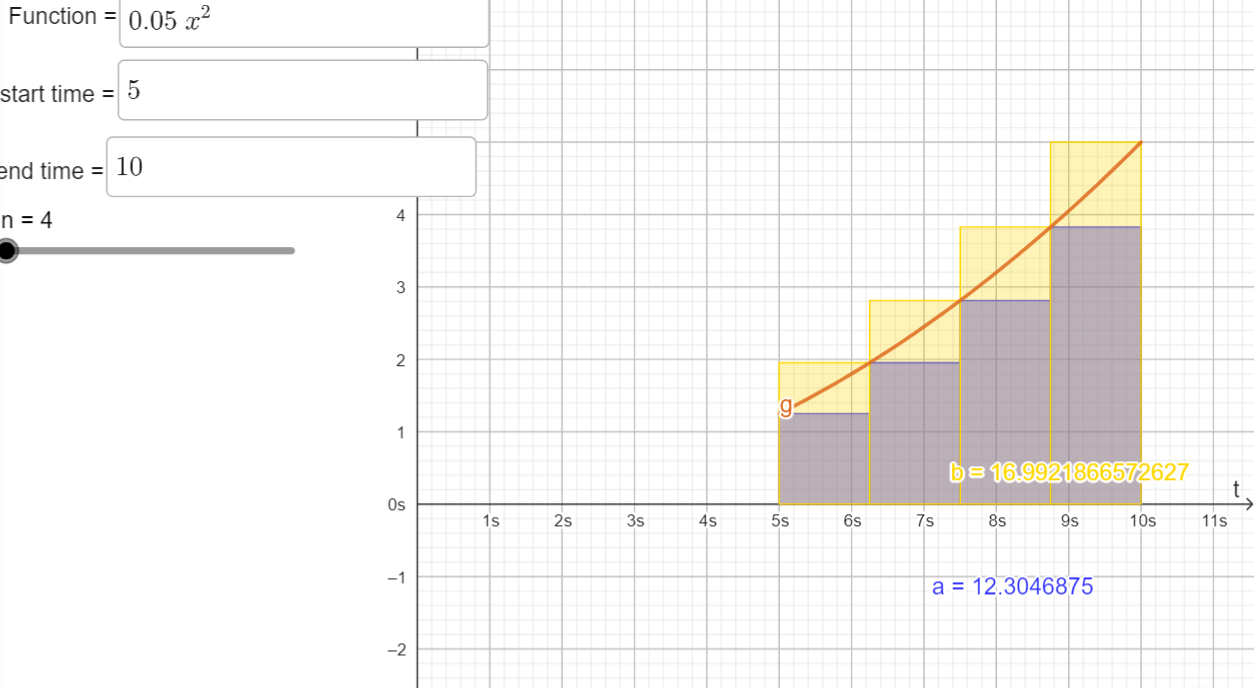 Function = 0.05 x²
start time = 5
end time = 10
n = 4
4
3
2
g
1
b = 16.9921866572627
t
0s
1s 2s 3s 4s 5s 6s 7s 8s 9s 10s 11s
–1
a = 12.3046875
–2